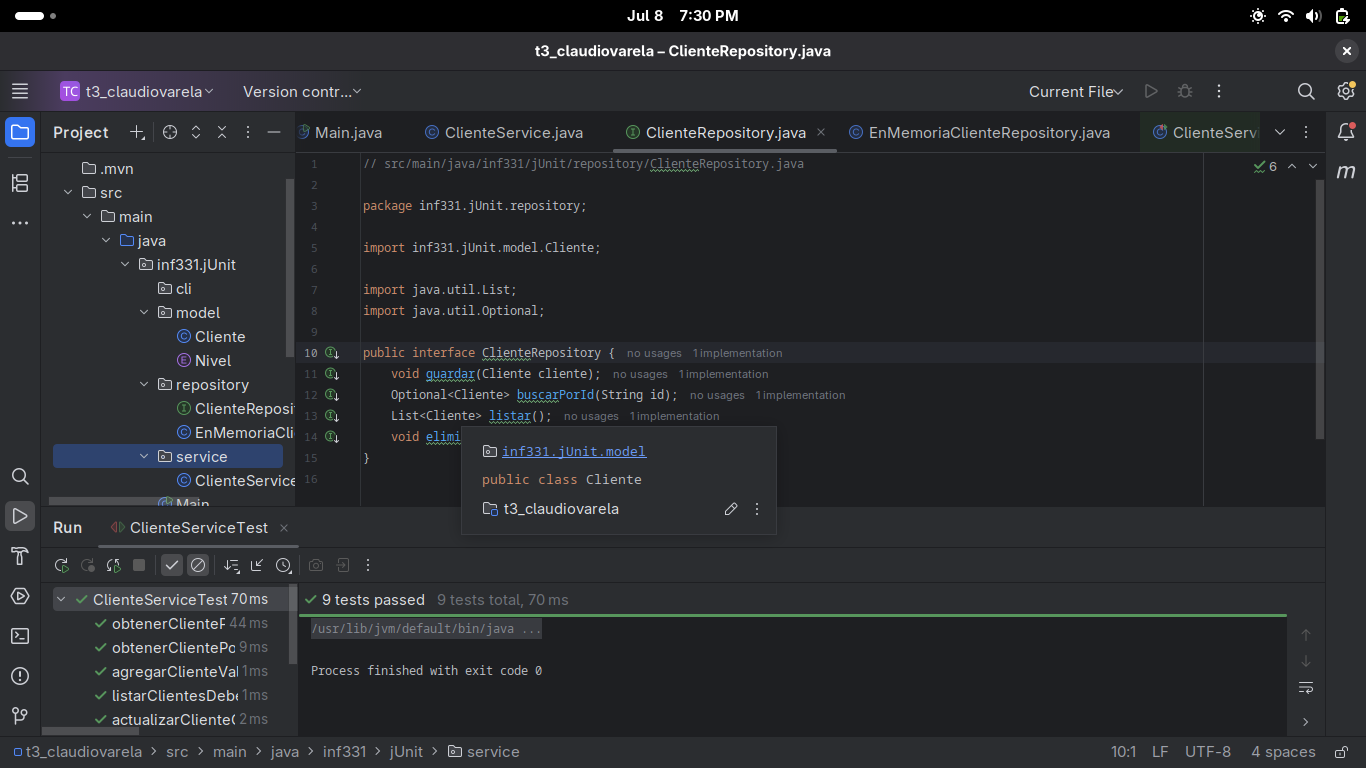 Jul 8 7:30 PM
t3_claudiovarela – ClienteRepository.java
TC t3_claudiovarela Version contr... Current File
Project
Main.java ClienteService.java ClienteRepository.java EnMemoriaClienteRepository.java ClienteServ
.mvn
src
main
java
inf331.jUnit
cli
model
Cliente
Nivel
repository
ClienteReposi
EnMemoriaCli
service
ClienteService
Main
6
1 // src/main/java/inf331/jUnit/repository/ClienteRepository.java
2
3 package inf331.jUnit.repository;
4
5 import inf331.jUnit.model.Cliente;
6
7 import java.util.List;
8 import java.util.Optional;
9
10 public interface ClienteRepository { no usages 1 implementation
11 void guardar(Cliente cliente); no usages 1 implementation
12 Optional<Cliente> buscarPorId(String id); no usages 1 implementation
13 List<Cliente> listar(); no usages 1 implementation
14 void elimi
15 }
16
inf331.jUnit.model
public class Cliente
t3_claudiovarela
m
Run ClienteServiceTest
ClienteServiceTest 70 ms
obtenerClienteP 44 ms
obtenerClientePo 9 ms
agregarClienteVal 1 ms
listarClientesDebe 1 ms
actualizarClienteC 2 ms
9 tests passed 9 tests total, 70 ms
/usr/lib/jvm/default/bin/java ...
Process finished with exit code 0
t3_claudiovarela > src > main > java > inf331 > jUnit > service 10:1 LF UTF-8 4 spaces